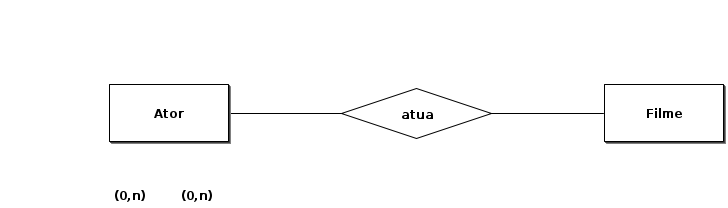 Ator atua Filme
(0,n) (0,n)